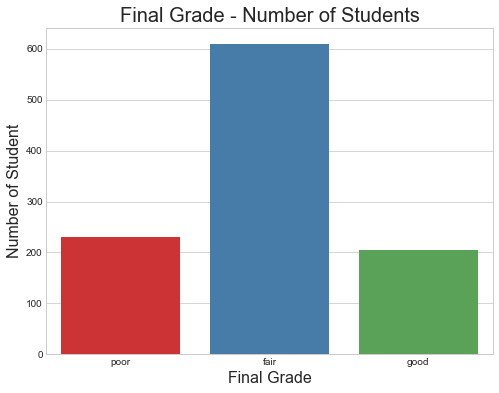 Final Grade - Number of Students
Number of Student
600
500
400
300
200
100
0
poor fair good
Final Grade